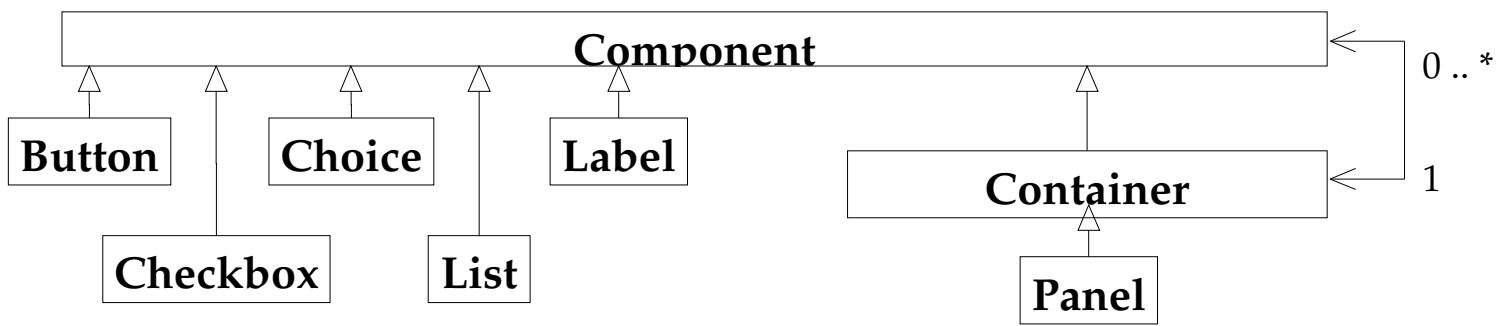 Component
0 .. *
Button
Choice
Label
Container
1
Checkbox
List
Panel